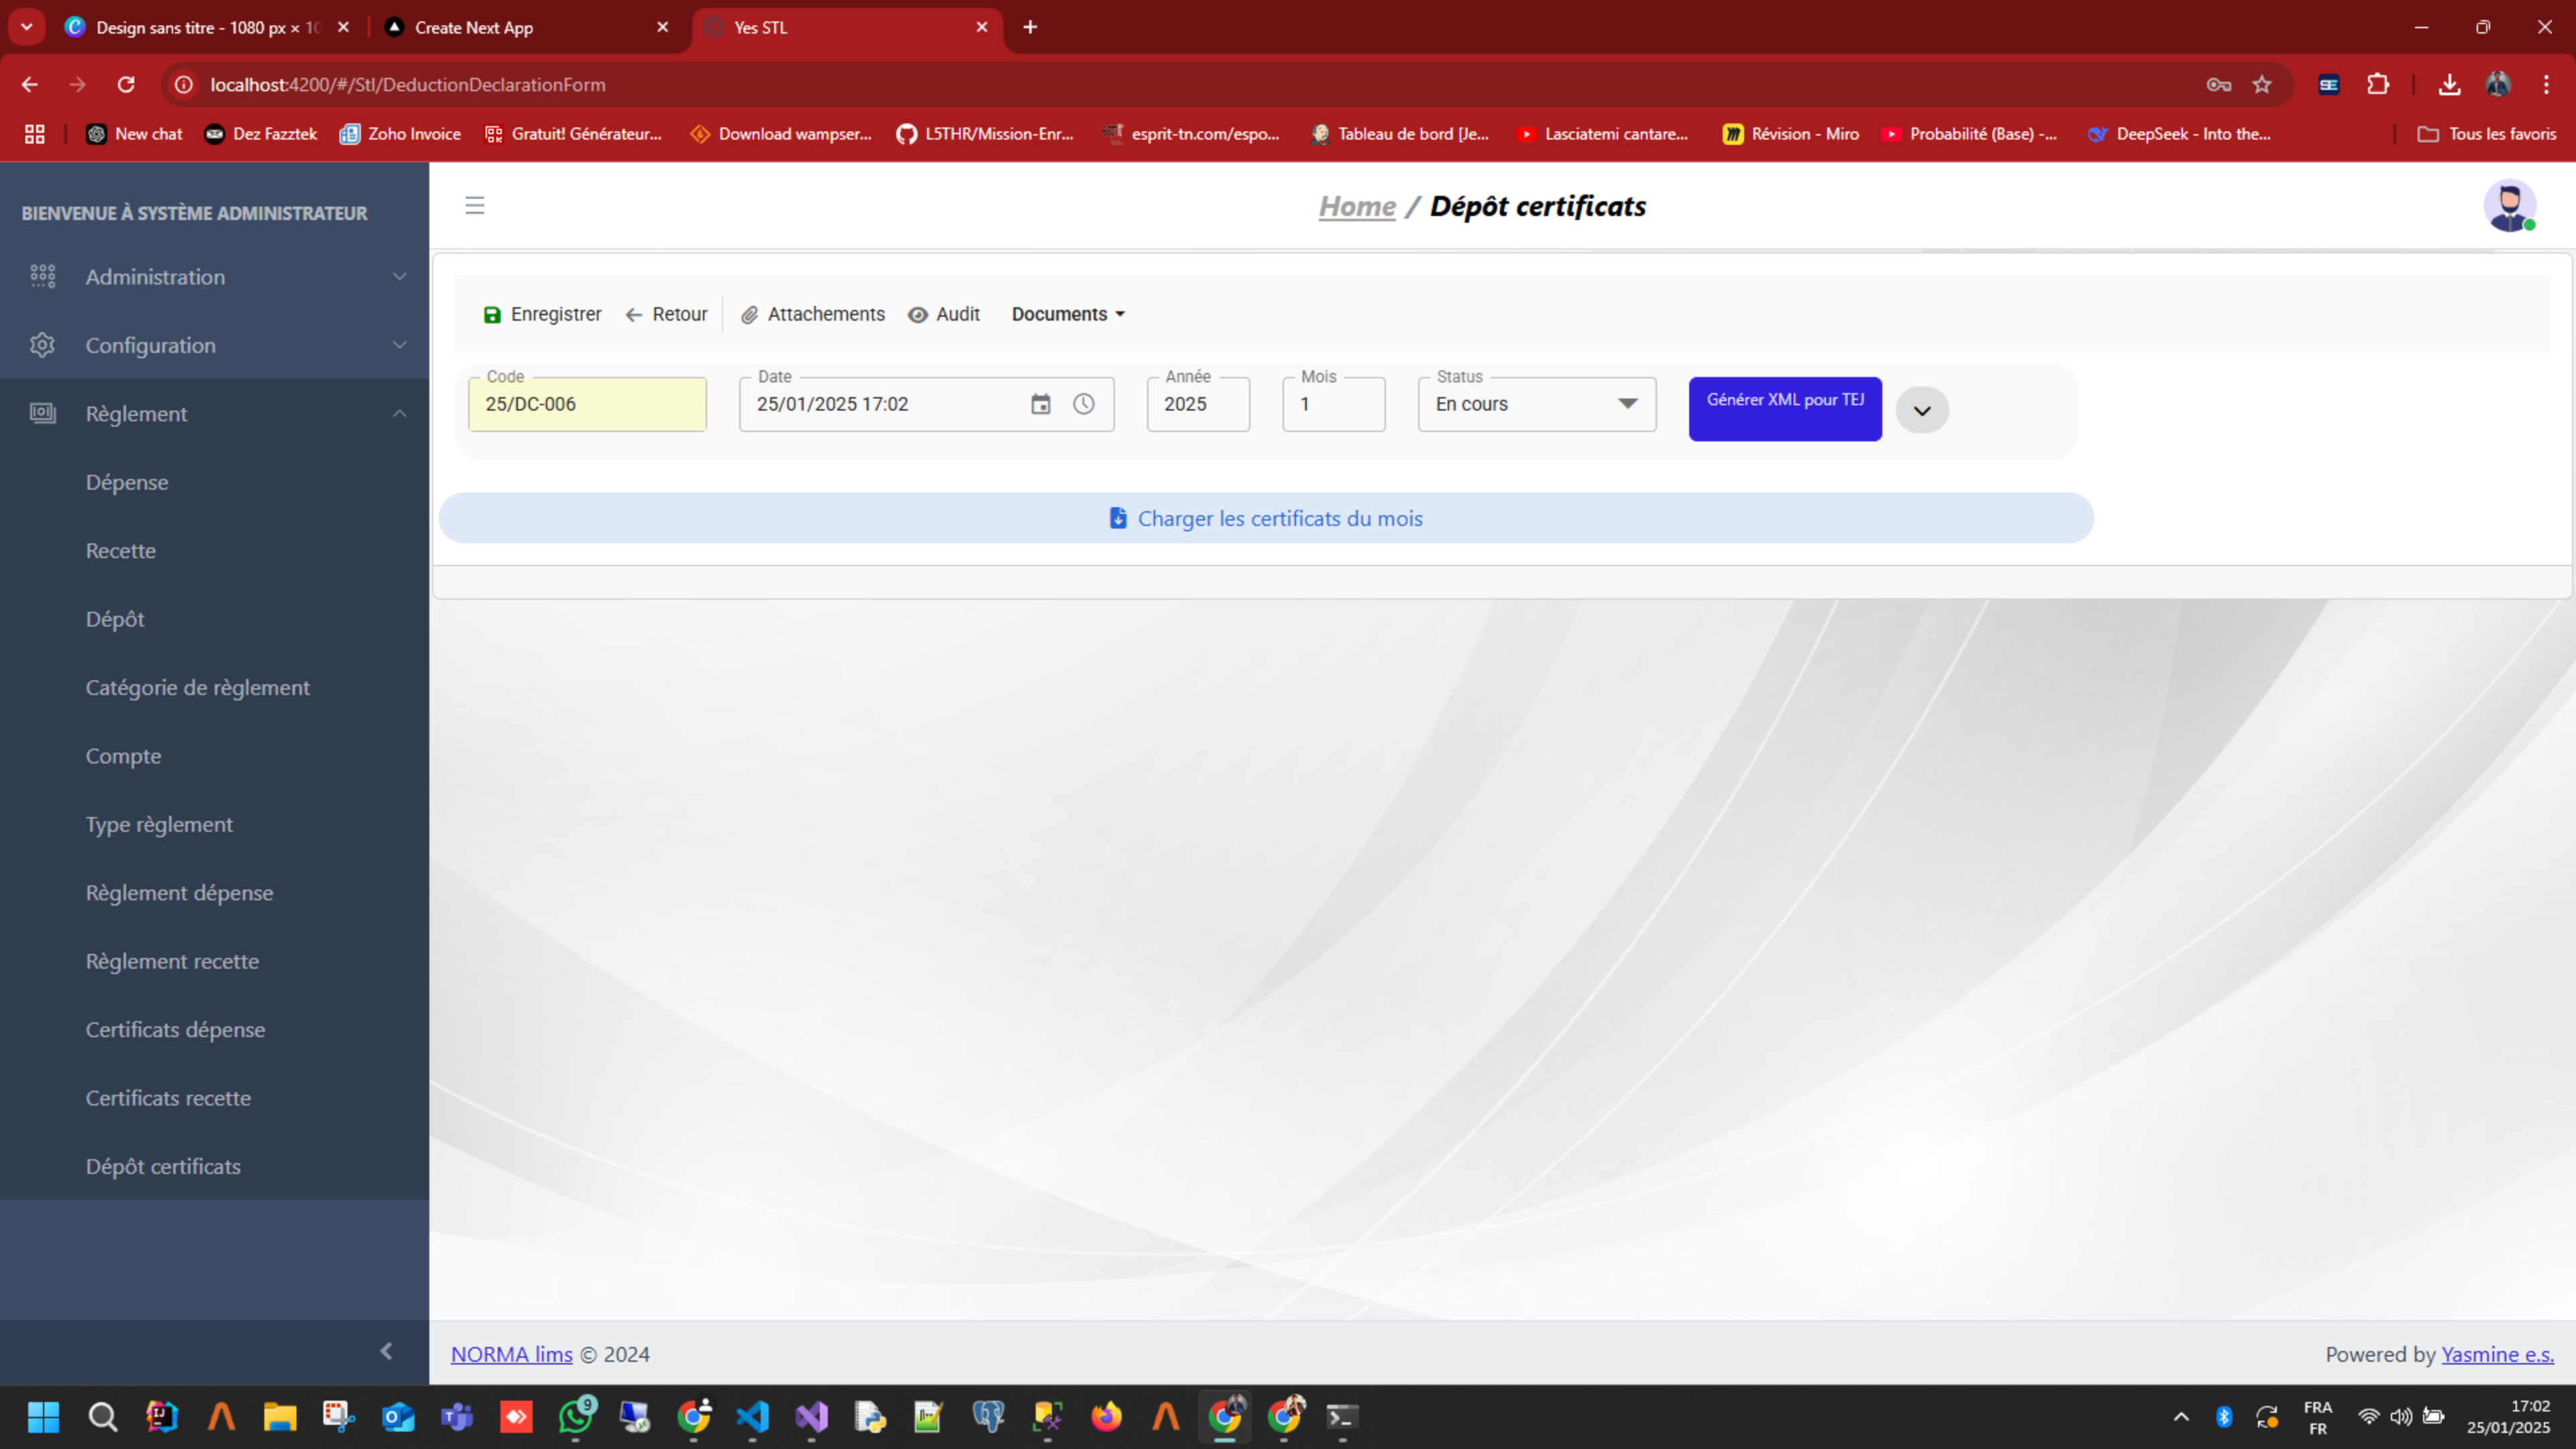 Design sans titre - 1080 px × 10
Create Next App
Yes STL
localhost:4200/#/Stl/DeductionDeclarationForm
New chat
Dez Fazztek
Zoho Invoice
Gratuit! Générateur...
Download wampser...
L5THR/Mission-Enr...
esprit-tn.com/espo...
Tableau de bord [Je...
Lasciatemi cantare...
Révision - Miro
Probabilité (Base) -...
DeepSeek - Into the...
Tous les favoris
BIENVENUE À SYSTÈME ADMINISTRATEUR
Administration
Configuration
Règlement
Dépense
Recette
Dépôt
Catégorie de règlement
Compte
Type règlement
Règlement dépense
Règlement recette
Certificats dépense
Certificats recette
Dépôt certificats
Home / Dépôt certificats
Enregistrer
Retour
Attachements
Audit
Documents
Code
25/DC-006
Date
25/01/2025 17:02
Année
2025
Mois
1
Status
En cours
Générer XML pour TEJ
Charger les certificats du mois
NORMA lims © 2024
Powered by Yasmine e.s.
9
FRA
FR
17:02
25/01/2025